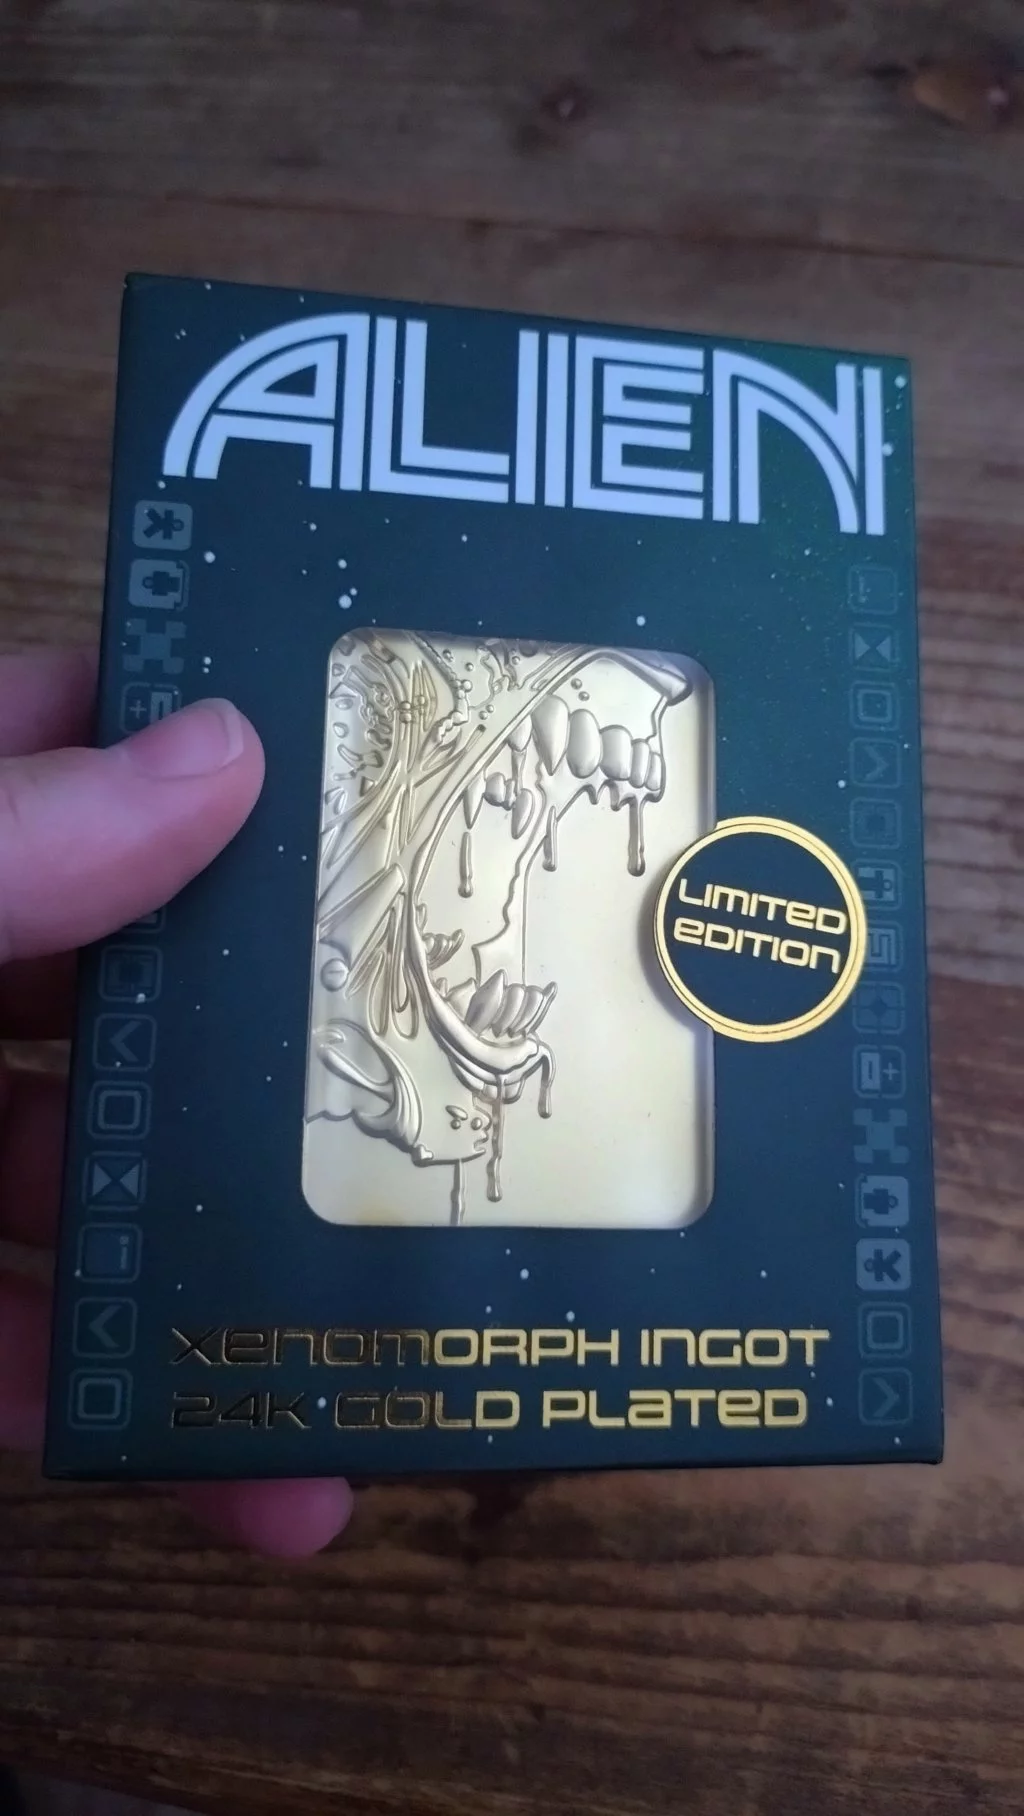 ALIEN
LIMITED
EDITION
XENOMORPH INGOT
24K GOLD PLATED